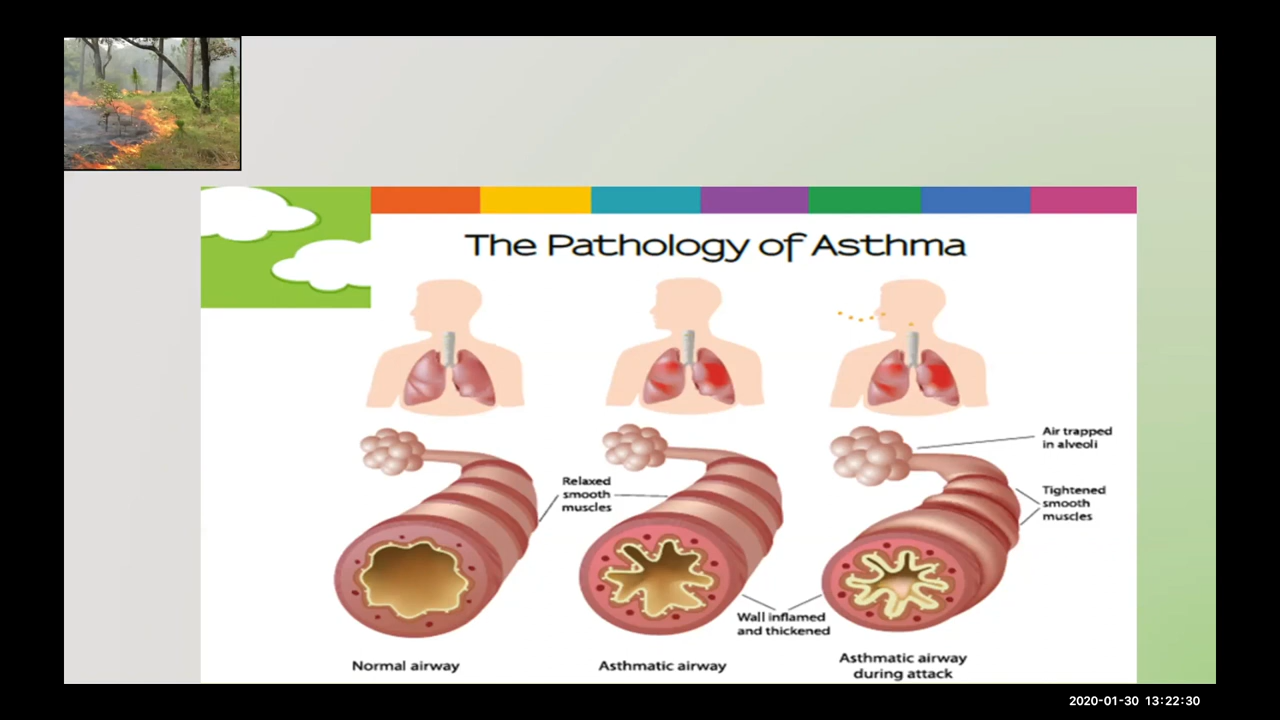 The Pathology of Asthma
Air trapped
in alveoli
Relaxed
smooth
muscles
Tightened
smooth
muscles
Wall inflamed
and thickened
Normal airway
Asthmatic airway
Asthmatic airway
during attack
2020-01-30 13:22:30